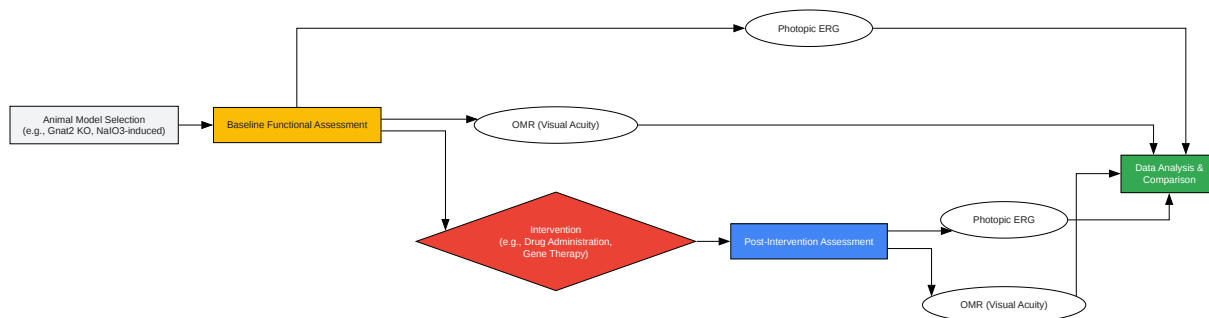 Photopic ERG
Animal Model Selection
(e.g., Gnat2 KO, NaIO3-induced)
Baseline Functional Assessment
OMR (Visual Acuity)
Data Analysis &
Comparison
Intervention
(e.g., Drug Administration,
Gene Therapy)
Post-Intervention Assessment
Photopic ERG
OMR (Visual Acuity)